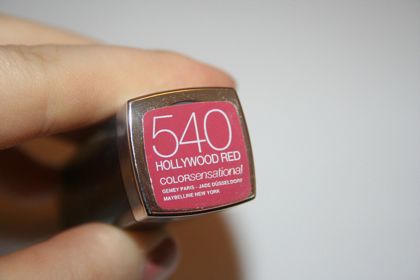 540
HOLLYWOOD RED
COLORsensational
GEMEY PARIS - JADE DÜSSELDORF
MAYBELLINE NEW YORK